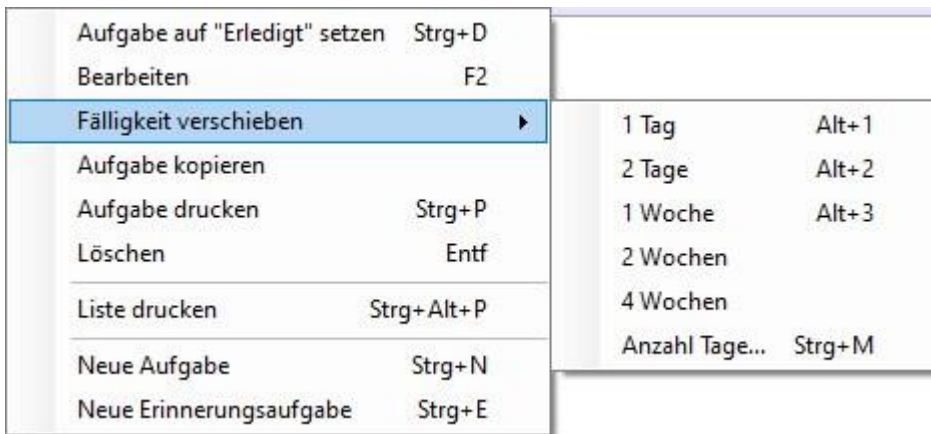 Aufgabe auf "Erledigt" setzen Strg+D
Bearbeiten F2
Fälligkeit verschieben
Aufgabe kopieren
Aufgabe drucken Strg+P
Löschen Entf
Liste drucken Strg+Alt+P
Neue Aufgabe Strg+N
Neue Erinnerungsaufgabe Strg+E
1 Tag Alt+1
2 Tage Alt+2
1 Woche Alt+3
2 Wochen
4 Wochen
Anzahl Tage... Strg+M